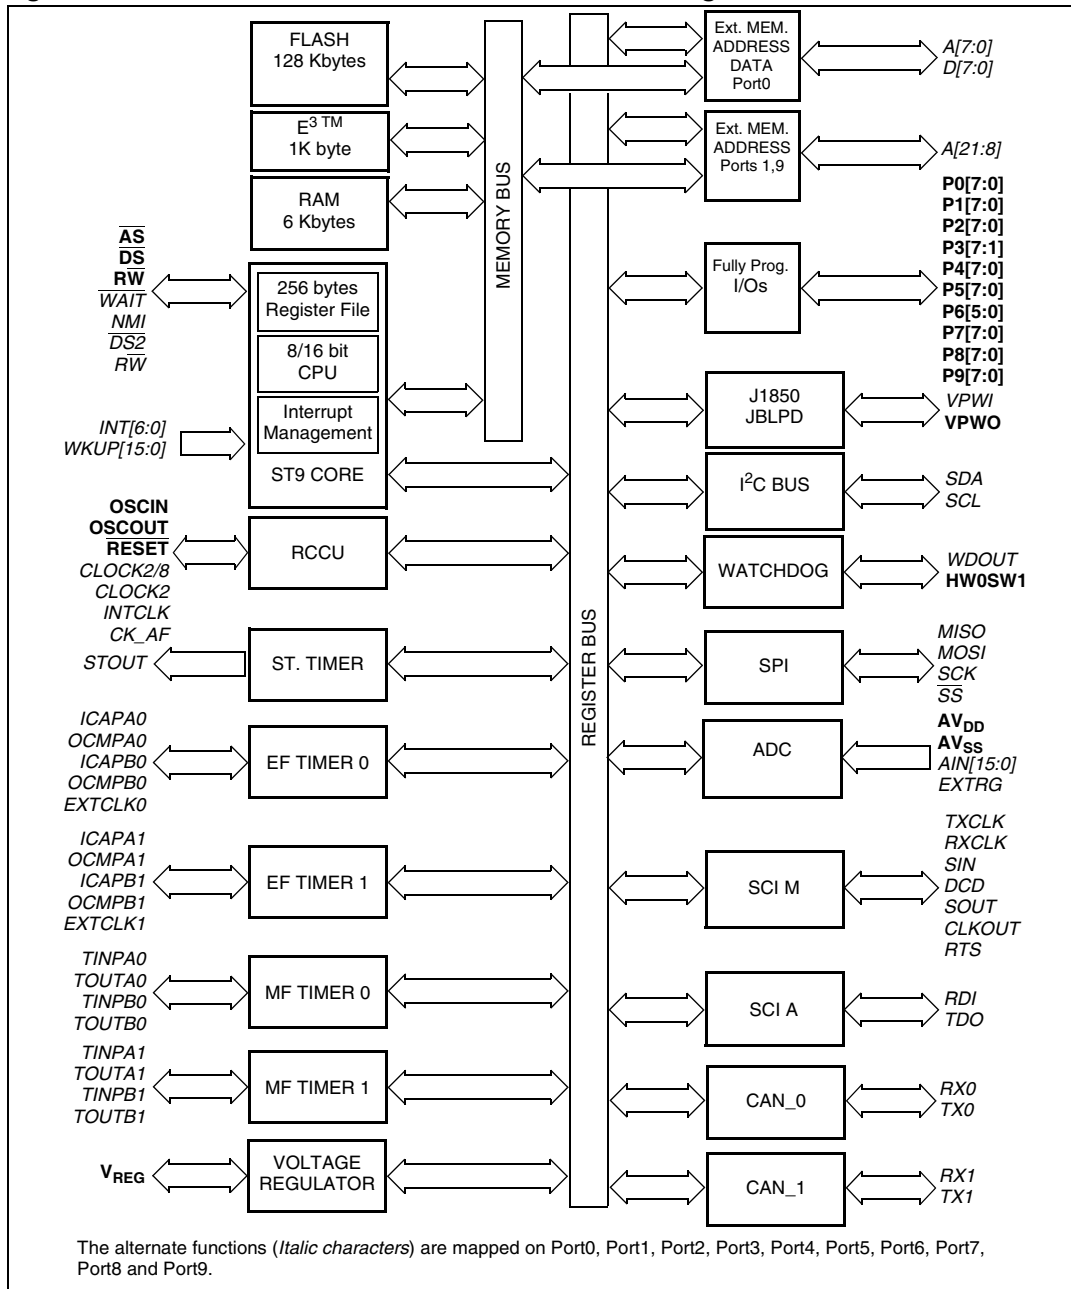 FLASH
128 Kbytes
E³ ™
1K byte
RAM
6 Kbytes
A̅S̅
D̅S̅
RW̅
W̅A̅I̅T̅
NMI
D̅S̅2̅
RW̅
256 bytes
Register File
8/16 bit
CPU
Interrupt
Management
ST9 CORE
INT[6:0]
WKUP[15:0]
OSCIN
OSCOUT
R̅E̅S̅E̅T̅
CLOCK2/8
CLOCK2
INTCLK
CK_AF
RCCU
STOUT
ST. TIMER
ICAPA0
OCMPA0
ICAPB0
OCMPB0
EXTCLK0
EF TIMER 0
ICAPA1
OCMPA1
ICAPB1
OCMPB1
EXTCLK1
EF TIMER 1
TINPA0
TOUTA0
TINPB0
TOUTB0
MF TIMER 0
TINPA1
TOUTA1
TINPB1
TOUTB1
MF TIMER 1
VREG
VOLTAGE
REGULATOR
MEMORY BUS
REGISTER BUS
Ext. MEM.
ADDRESS
DATA
Port0
A[7:0]
D[7:0]
Ext. MEM.
ADDRESS
Ports 1,9
A[21:8]
Fully Prog.
I/Os
P0[7:0]
P1[7:0]
P2[7:0]
P3[7:1]
P4[7:0]
P5[7:0]
P6[5:0]
P7[7:0]
P8[7:0]
P9[7:0]
J1850
JBLPD
VPWI
VPWO
I²C BUS
SDA
SCL
WATCHDOG
WDOUT
HW0SW1
SPI
MISO
MOSI
SCK
S̅S̅
ADC
AVDD
AVSS
AIN[15:0]
EXTRG
SCI M
TXCLK
RXCLK
SIN
DCD
SOUT
CLKOUT
RTS
SCI A
RDI
TDO
CAN_0
RX0
TX0
CAN_1
RX1
TX1
The alternate functions (Italic characters) are mapped on Port0, Port1, Port2, Port3, Port4, Port5, Port6, Port7,
Port8 and Port9.